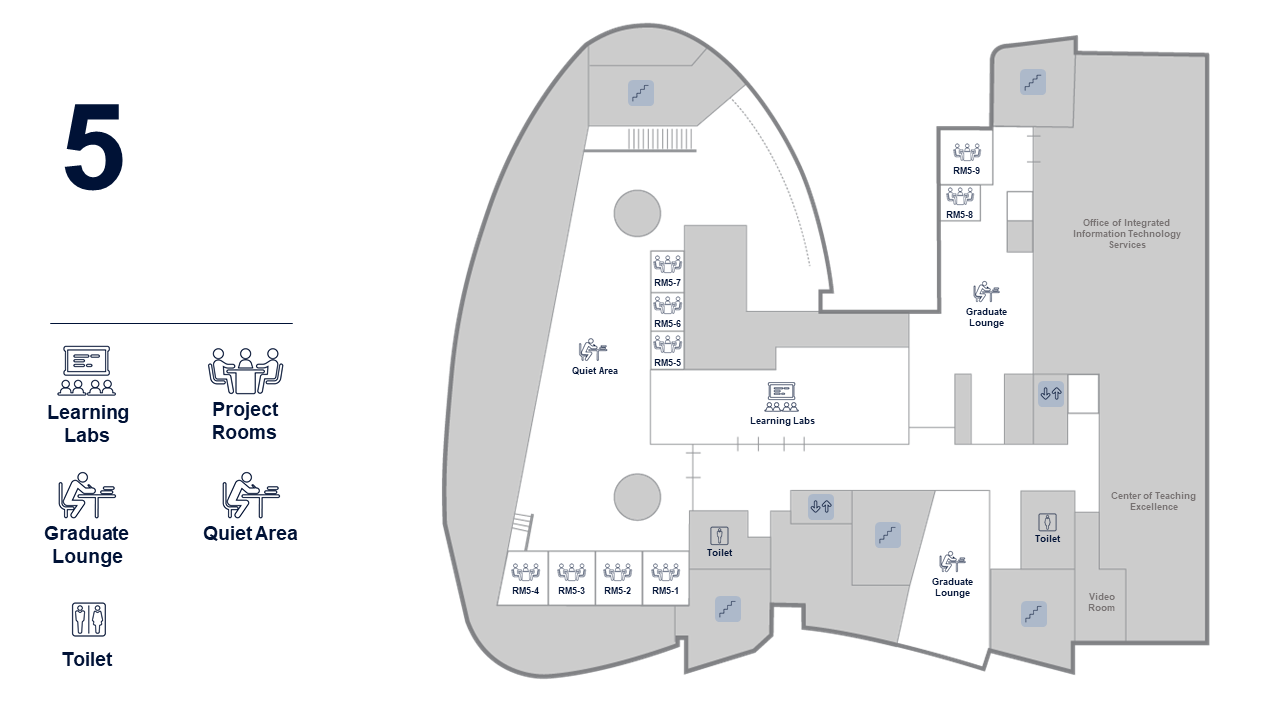 5
Learning
Labs
Project
Rooms
Graduate
Lounge
Quiet Area
Toilet
RM5-9
RM5-8
Office of Integrated
Information Technology
Services
RM5-7
RM5-6
RM5-5
Graduate
Lounge
Quiet Area
Learning Labs
Center of Teaching
Excellence
Toilet
Toilet
RM5-4
RM5-3
RM5-2
RM5-1
Graduate
Lounge
Video
Room